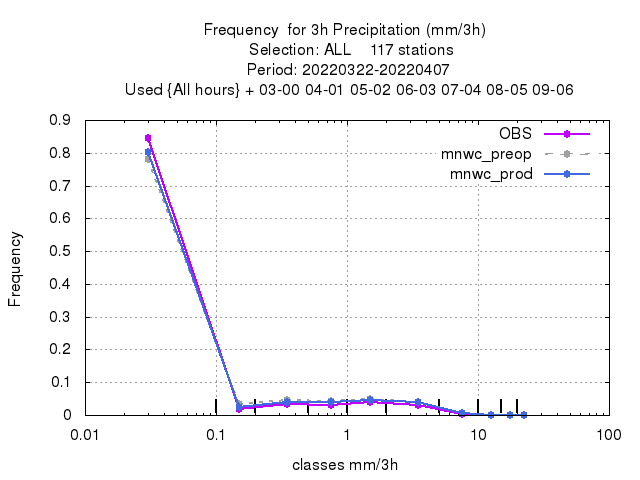 Frequency  for 3h Precipitation (mm/3h)
Selection: ALL    117 stations
Period: 20220322-20220407
Used {All hours} + 03-00 04-01 05-02 06-03 07-04 08-05 09-06
OBS
mnwc_preop
mnwc_prod
0.9
0.8
0.7
0.6
0.5
0.4
0.3
0.2
0.1
0
Frequency
0.01 0.1 1 10 100
classes mm/3h